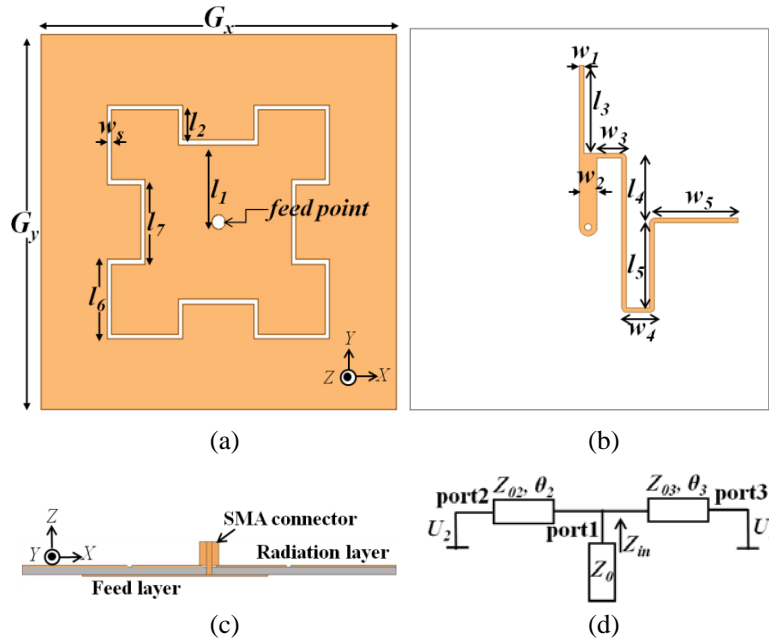 Gx
Gy
ws
l2
l1
feed point
l7
l6
Y
Z
X
(a)
w1
l3
w3
w2
l4
w5
l5
w4
(b)
Z
Y
X
SMA connector
Radiation layer
Feed layer
(c)
Z02, θ2
Z03, θ3
port2
port3
port1
U2
U
Zin
Z0
(d)